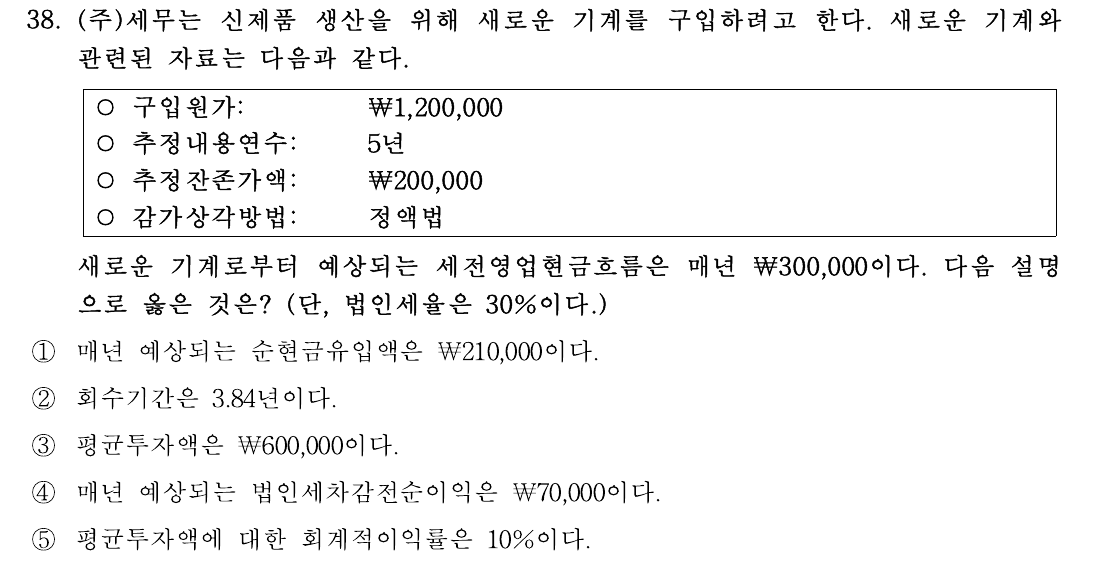 38. (주)세무는 신제품 생산을 위해 새로운 기계를 구입하려고 한다. 새로운 기계와
관련된 자료는 다음과 같다.
○ 구입원가: ₩1,200,000
○ 추정내용연수: 5년
○ 추정잔존가액: ₩200,000
○ 감가상각방법: 정액법
새로운 기계로부터 예상되는 세전영업현금흐름은 매년 ₩300,000이다. 다음 설명
으로 옳은 것은? (단, 법인세율은 30%이다.)
① 매년 예상되는 순현금유입액은 ₩210,000이다.
② 회수기간은 3.84년이다.
③ 평균투자액은 ₩600,000이다.
④ 매년 예상되는 법인세차감전순이익은 ₩70,000이다.
⑤ 평균투자액에 대한 회계적이익률은 10%이다.